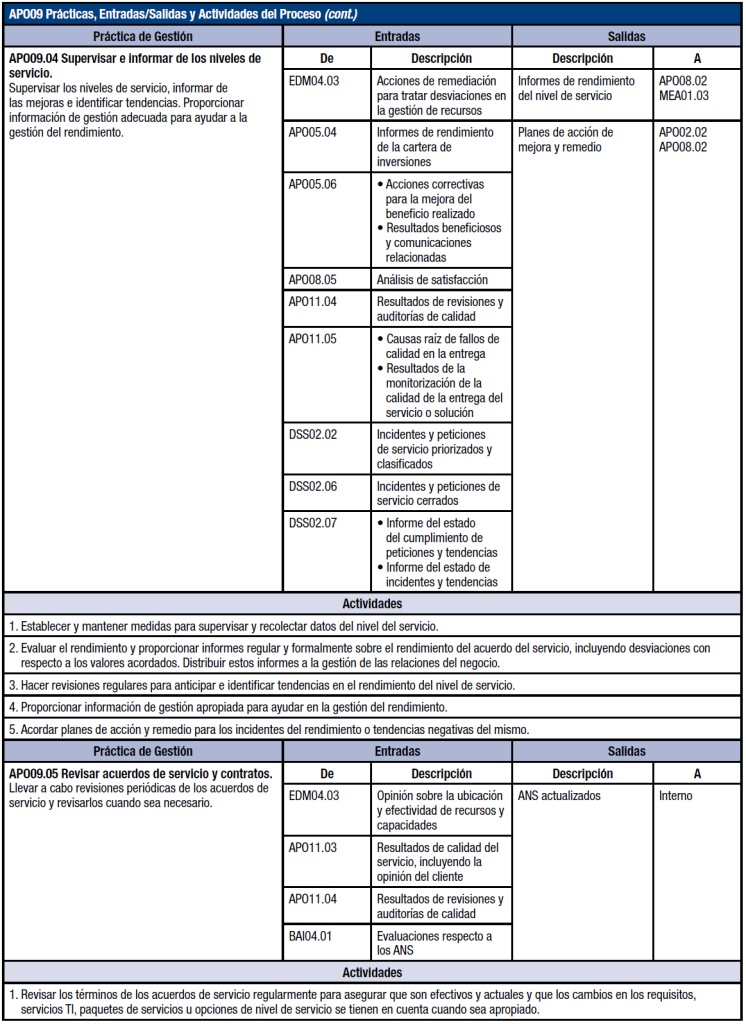 APO09 Prácticas, Entradas/Salidas y Actividades del Proceso (cont.)
Práctica de Gestión
Entradas
Salidas
APO09.04 Supervisar e informar de los niveles de
servicio.
Supervisar los niveles de servicio, informar de
las mejoras e identificar tendencias. Proporcionar
información de gestión adecuada para ayudar a la
gestión del rendimiento.
De
Descripción
Descripción
A
EDM04.03
Acciones de remediación
para tratar desviaciones en
la gestión de recursos
Informes de rendimiento
del nivel de servicio
APO08.02
MEA01.03
APO05.04
Informes de rendimiento
de la cartera de
inversiones
Planes de acción de
mejora y remedio
APO02.02
APO08.02
APO05.06
• Acciones correctivas
para la mejora del
beneficio realizado
• Resultados beneficiosos
y comunicaciones
relacionadas
APO08.05
Análisis de satisfacción
APO11.04
Resultados de revisiones y
auditorías de calidad
APO11.05
• Causas raíz de fallos de
calidad en la entrega
• Resultados de la
monitorización de la
calidad de la entrega del
servicio o solución
DSS02.02
Incidentes y peticiones
de servicio priorizados y
clasificados
DSS02.06
Incidentes y peticiones de
servicio cerrados
DSS02.07
• Informe del estado
del cumplimiento de
peticiones y tendencias
• Informe del estado de
incidentes y tendencias
Actividades
1. Establecer y mantener medidas para supervisar y recolectar datos del nivel del servicio.
2. Evaluar el rendimiento y proporcionar informes regular y formalmente sobre el rendimiento del acuerdo del servicio, incluyendo desviaciones con
respecto a los valores acordados. Distribuir estos informes a la gestión de las relaciones del negocio.
3. Hacer revisiones regulares para anticipar e identificar tendencias en el rendimiento del nivel de servicio.
4. Proporcionar información de gestión apropiada para ayudar en la gestión del rendimiento.
5. Acordar planes de acción y remedio para los incidentes del rendimiento o tendencias negativas del mismo.
Práctica de Gestión
Entradas
Salidas
APO09.05 Revisar acuerdos de servicio y contratos.
Llevar a cabo revisiones periódicas de los acuerdos de
servicio y revisarlos cuando sea necesario.
De
Descripción
Descripción
A
EDM04.03
Opinión sobre la ubicación
y efectividad de recursos y
capacidades
ANS actualizados
Interno
APO11.03
Resultados de calidad del
servicio, incluyendo la
opinión del cliente
APO11.04
Resultados de revisiones y
auditorías de calidad
BAI04.01
Evaluaciones respecto a
los ANS
Actividades
1. Revisar los términos de los acuerdos de servicio regularmente para asegurar que son efectivos y actuales y que los cambios en los requisitos,
servicios TI, paquetes de servicios u opciones de nivel de servicio se tienen en cuenta cuando sea apropiado.